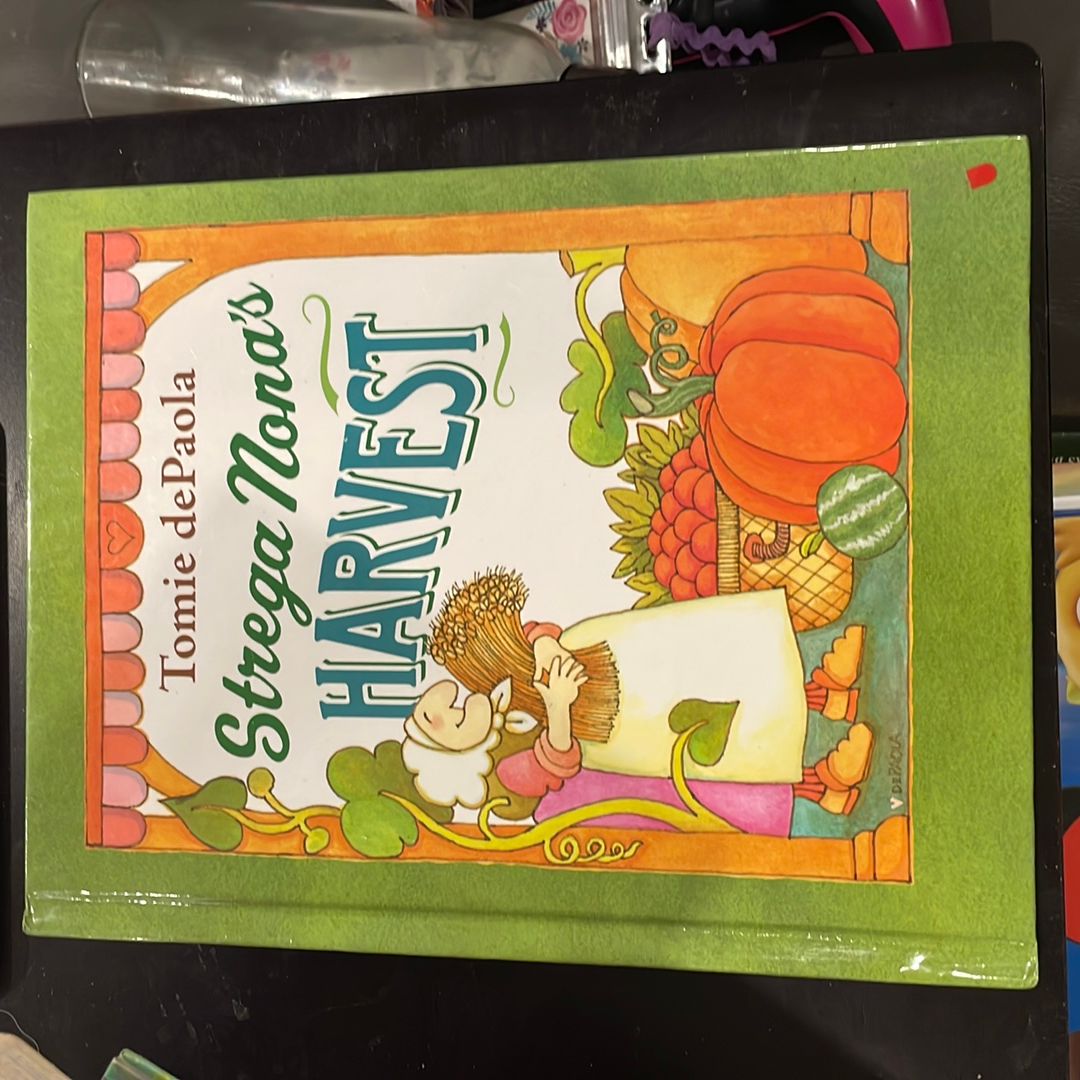 Tomie dePaola
Strega Nona's
HARVEST
DEPAOLA